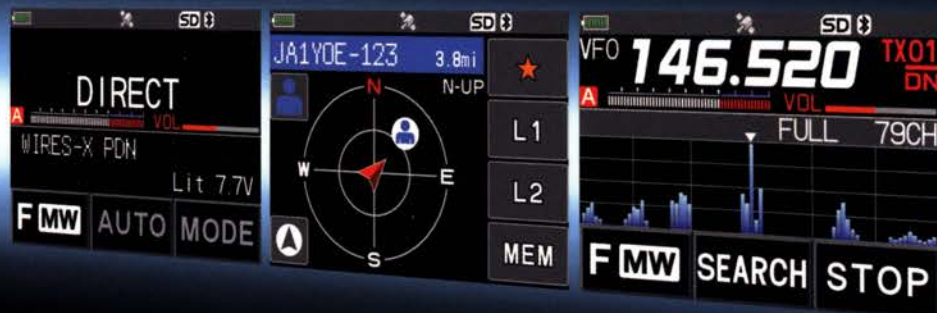 SD
DIRECT
A
VOL
WIRES-X PDN
Lit 7.7V
F MW AUTO MODE
SD
JA1YOE-123 3.8mi
N N-UP
W E
S
L1
L2
MEM
SD
VFO 146.520 TX01
DN
A VOL
FULL 79CH
F MW SEARCH STOP